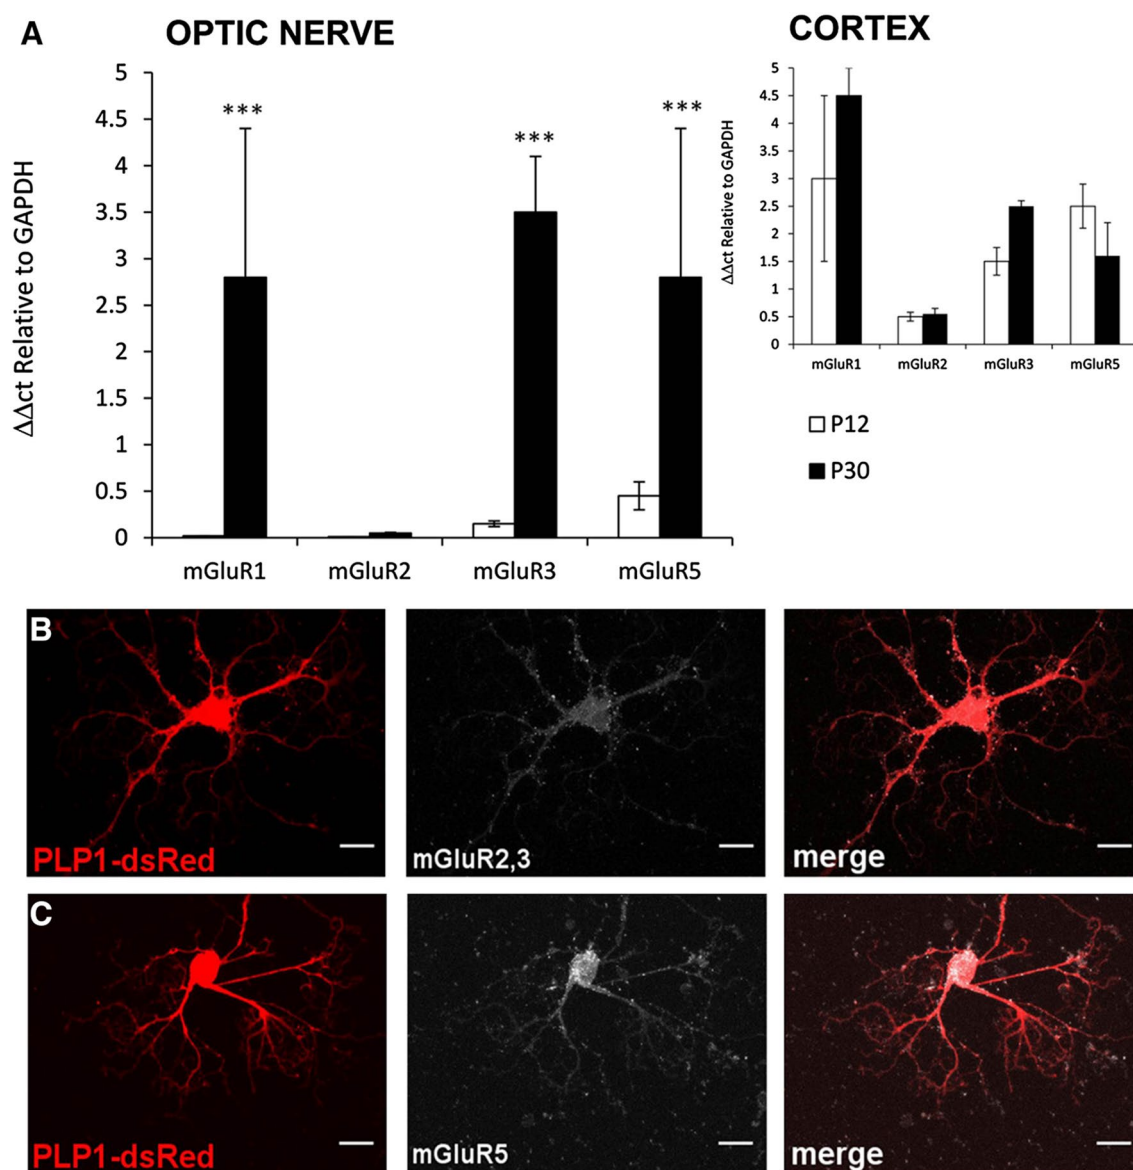 A
OPTIC NERVE
ΔΔct Relative to GAPDH
5
4.5
4
3.5
3
2.5
2
1.5
1
0.5
0
***
***
***
mGluR1 mGluR2 mGluR3 mGluR5
CORTEX
ΔΔct Relative to GAPDH
5
4.5
4
3.5
3
2.5
2
1.5
1
0.5
0
mGluR1 mGluR2 mGluR3 mGluR5
P12
P30
B
PLP1-dsRed
mGluR2,3
merge
C
PLP1-dsRed
mGluR5
merge